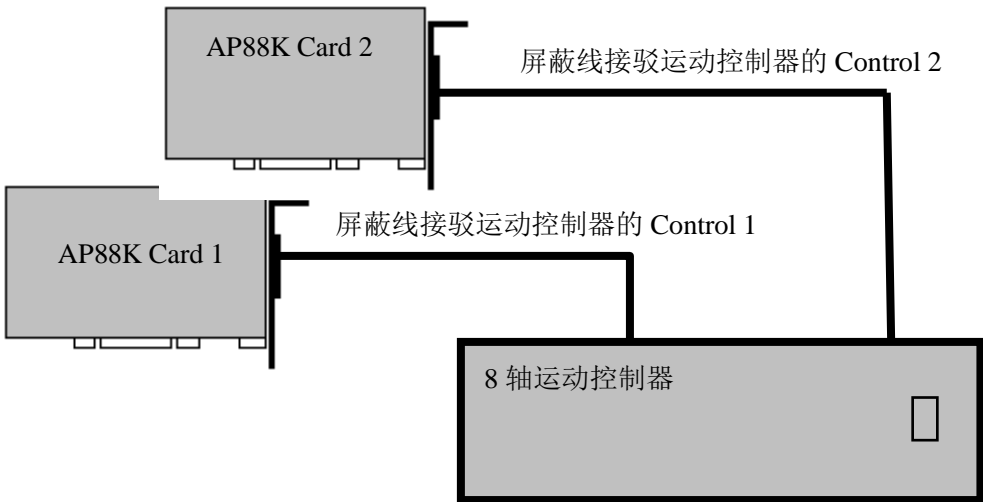 AP88K Card 2
屏蔽线接驳运动控制器的 Control 2
屏蔽线接驳运动控制器的 Control 1
AP88K Card 1
8 轴运动控制器